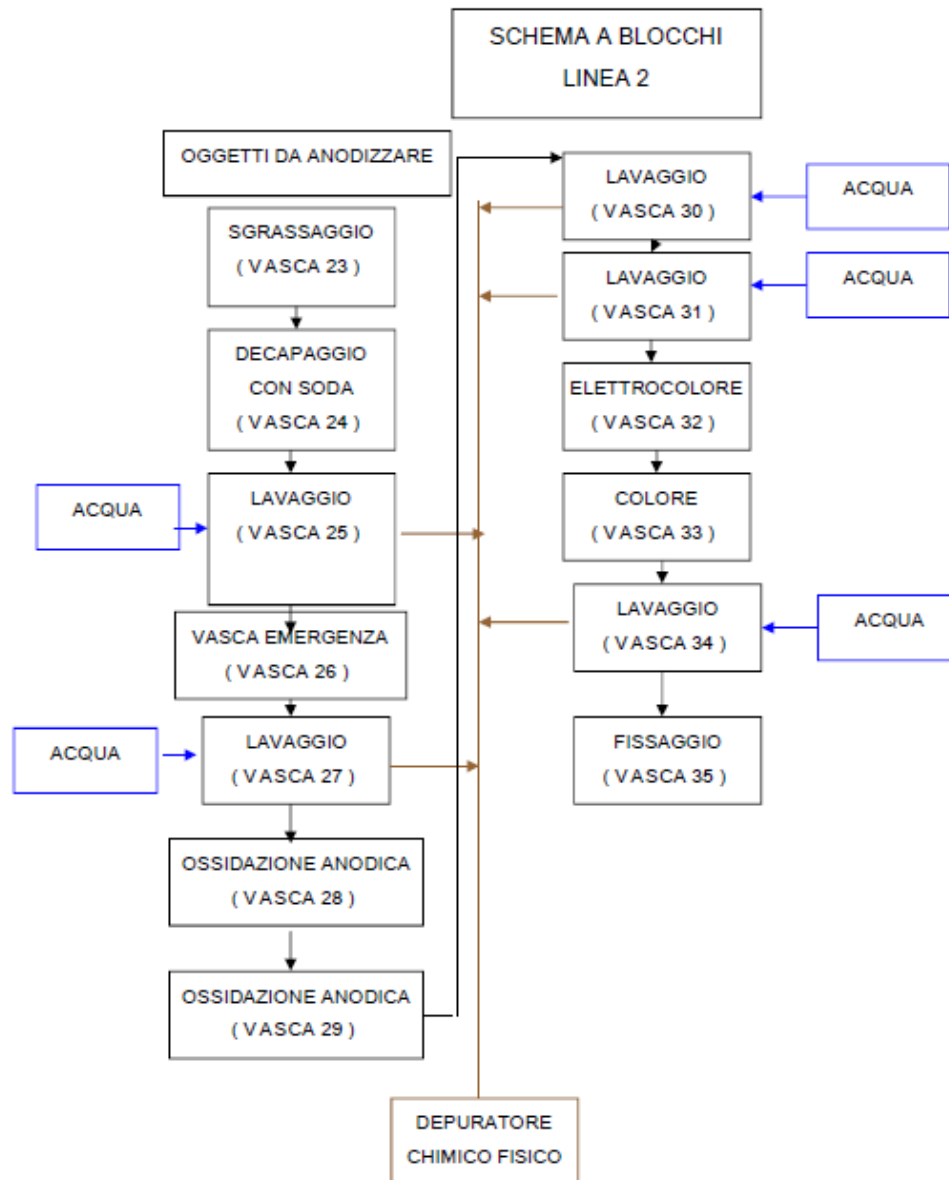 SCHEMA A BLOCCHI
LINEA 2
OGGETTI DA ANODIZZARE
SGRASSAGGIO
( VASCA 23 )
DECAPAGGIO
CON SODA
( VASCA 24 )
ACQUA
LAVAGGIO
( VASCA 25 )
VASCA EMERGENZA
( VASCA 26 )
ACQUA
LAVAGGIO
( VASCA 27 )
OSSIDAZIONE ANODICA
( VASCA 28 )
OSSIDAZIONE ANODICA
( VASCA 29 )
LAVAGGIO
( VASCA 30 )
ACQUA
LAVAGGIO
( VASCA 31 )
ACQUA
ELETTROCOLORE
( VASCA 32 )
COLORE
( VASCA 33 )
LAVAGGIO
( VASCA 34 )
ACQUA
FISSAGGIO
( VASCA 35 )
DEPURATORE
CHIMICO FISICO